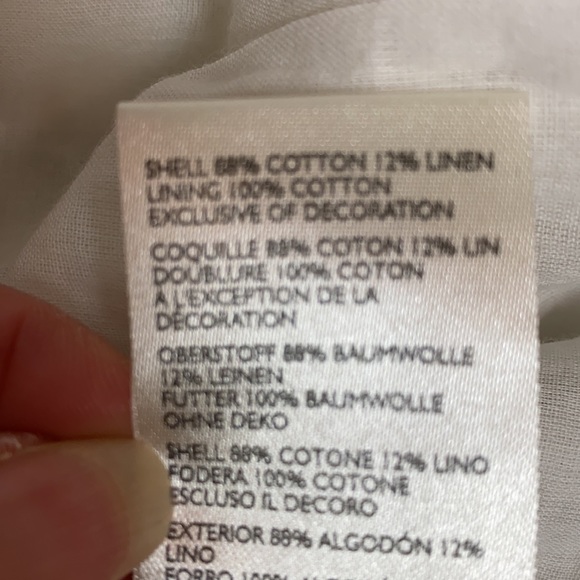 SHELL 88% COTTON 12% LINEN
LINING 100% COTTON
EXCLUSIVE OF DECORATION
COQUILLE 88% COTON 12% LIN
DOUBLURE 100% COTON
A L'EXCEPTION DE LA
DÉCORATION
OBERSTOFF 88% BAUMWOLLE
12% LEINEN
FUTTER 100% BAUMWOLLE
OHNE DEKO
SHELL 88% COTONE 12% LINO
FODERA 100% COTONE
ESCLUSO IL DECORO
EXTERIOR 88% ALGODÓN 12%
LINO
FORRO 100%